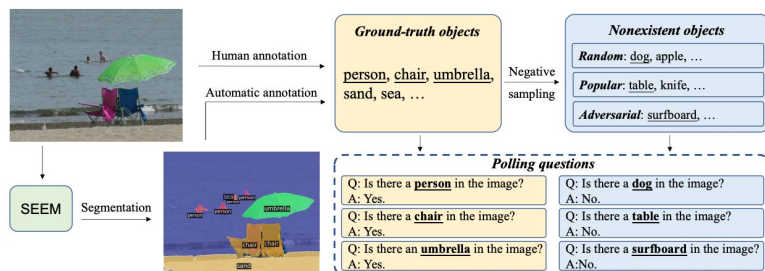 Human annotation
Automatic annotation
Ground-truth objects
person, chair, umbrella,
sand, sea, …
Negative
sampling
Nonexistent objects
Random: dog, apple, …
Popular: table, knife, …
Adversarial: surfboard, …
SEEM
Segmentation
sea
person
person
person
umbrella
chair
chair
sand
Polling questions
Q: Is there a person in the image?
A: Yes.
Q: Is there a chair in the image?
A: Yes.
Q: Is there an umbrella in the image?
A: Yes.
Q: Is there a dog in the image?
A: No.
Q: Is there a table in the image?
A: No.
Q: Is there a surfboard in the image?
A:No.